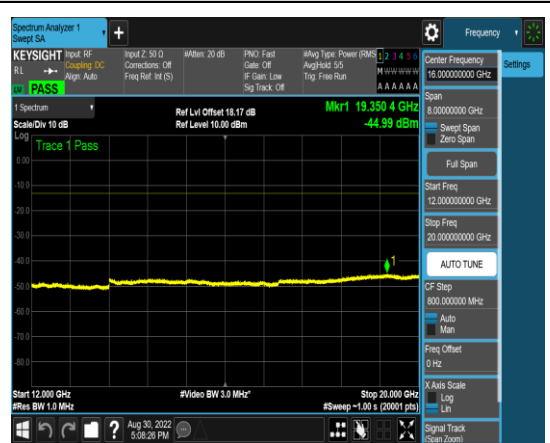 Spectrum Analyzer 1
Swept SA
Frequency
KEYSIGHT
Input: RF
Coupling: DC
Align: Auto
Input Z: 50 Ω
Corrections: Off
Freq Ref: Int (S)
#Atten: 20 dB
PNO: Fast
Gate: Off
IF Gain: Low
Sig Track: Off
#Avg Type: Power (RMS
Avg|Hold: 5/5
Trig: Free Run
1 2 3 4 5 6
M W W W W W
A A A A A A
RL
PASS
1 Spectrum
Scale/Div 10 dB
Ref Lvl Offset 18.17 dB
Ref Level 10.00 dBm
Mkr1 19.350 4 GHz
-44.99 dBm
Log
Trace 1 Pass
0.00
-10.0
-20.0
-30.0
-40.0
-50.0
-60.0
-70.0
-80.0
1
Start 12.000 GHz
#Res BW 1.0 MHz
#Video BW 3.0 MHz*
Stop 20.000 GHz
#Sweep ~1.00 s (20001 pts)
Aug 30, 2022
5:08:26 PM
Center Frequency
16.00000000 GHz
Settings
Span
8.00000000 GHz
Swept Span
Zero Span
Full Span
Start Freq
12.000000000 GHz
Stop Freq
20.000000000 GHz
AUTO TUNE
CF Step
800.000000 MHz
Auto
Man
Freq Offset
0 Hz
X Axis Scale
Log
Lin
Signal Track
(Span Zoom)